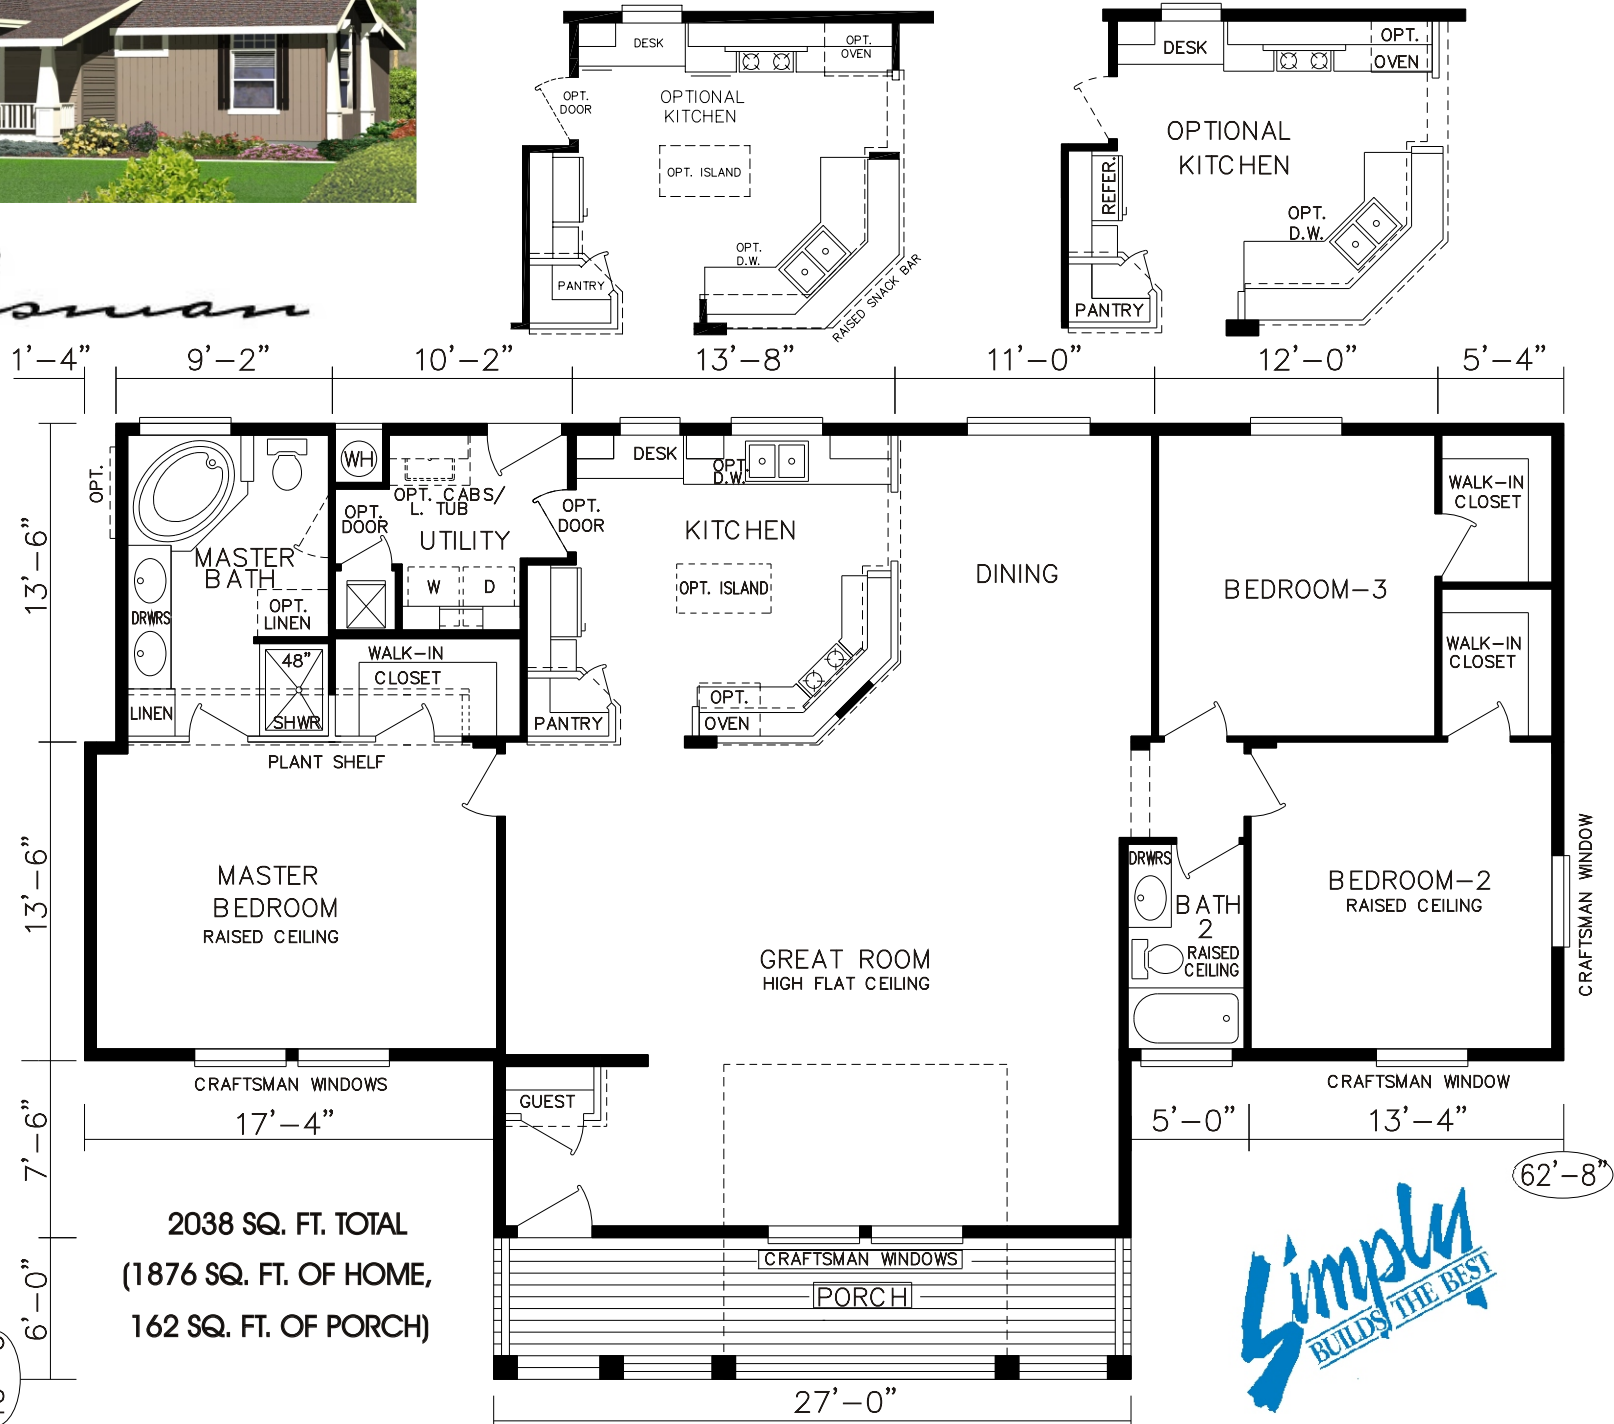 DESK
OPT.
OVEN
OPT.
DOOR
OPTIONAL
KITCHEN
OPT. ISLAND
OPT.
D.W.
PANTRY
RAISED SNACK BAR
DESK
OPT.
OVEN
OPTIONAL
KITCHEN
REFER.
OPT.
D.W.
PANTRY
sman
1'-4" 9'-2" 10'-2" 13'-8" 11'-0" 12'-0" 5'-4"
OPT.
WH
OPT. CABS/
L. TUB
OPT.
DOOR
UTILITY
OPT.
DOOR
DESK
OPT.
D.W.
KITCHEN
OPT. ISLAND
DINING
BEDROOM-3
WALK-IN
CLOSET
WALK-IN
CLOSET
13'-6"
MASTER
BATH
DRWRS
OPT.
LINEN
W D
48"
SHWR
WALK-IN
CLOSET
LINEN
PANTRY
OPT.
OVEN
PLANT SHELF
13'-6"
MASTER
BEDROOM
RAISED CEILING
GREAT ROOM
HIGH FLAT CEILING
DRWRS
BATH
2
RAISED
CEILING
BEDROOM-2
RAISED CEILING
CRAFTSMAN WINDOW
CRAFTSMAN WINDOWS
CRAFTSMAN WINDOW
GUEST
17'-4"
5'-0" 13'-4"
62'-8"
7'-6"
2038 SQ. FT. TOTAL
(1876 SQ. FT. OF HOME,
162 SQ. FT. OF PORCH)
6'-0"
CRAFTSMAN WINDOWS
PORCH
27'-0"
Simply
BUILDS THE BEST